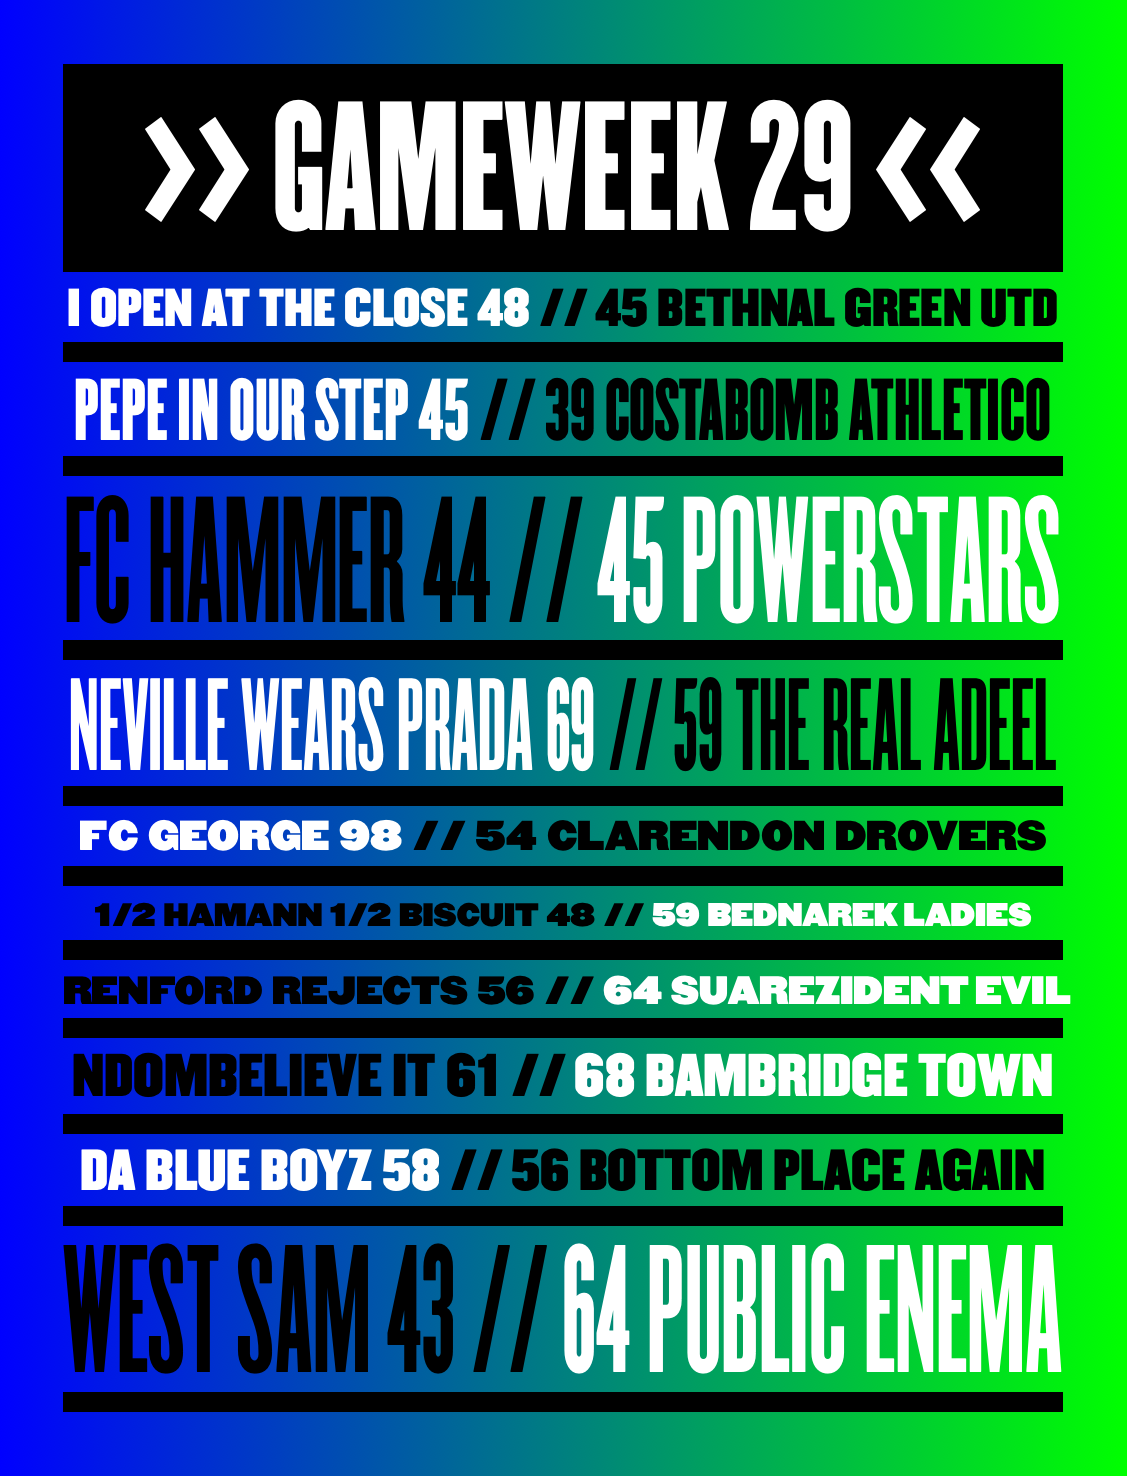 >> GAMEWEEK 29 <<
I OPEN AT THE CLOSE 48 // 45 BETHNAL GREEN UTD
PEPE IN OUR STEP 45 // 39 COSTABOMB ATHLETICO
FC HAMMER 44 // 45 POWERSTARS
NEVILLE WEARS PRADA 69 // 59 THE REAL ADEEL
FC GEORGE 98 // 54 CLARENDON DROVERS
1/2 HAMANN 1/2 BISCUIT 48 // 59 BEDNAREK LADIES
RENFORD REJECTS 56 // 64 SUAREZIDENT EVIL
NDOMBELIEVE IT 61 // 68 BAMBRIDGE TOWN
DA BLUE BOYZ 58 // 56 BOTTOM PLACE AGAIN
WEST SAM 43 // 64 PUBLIC ENEMA